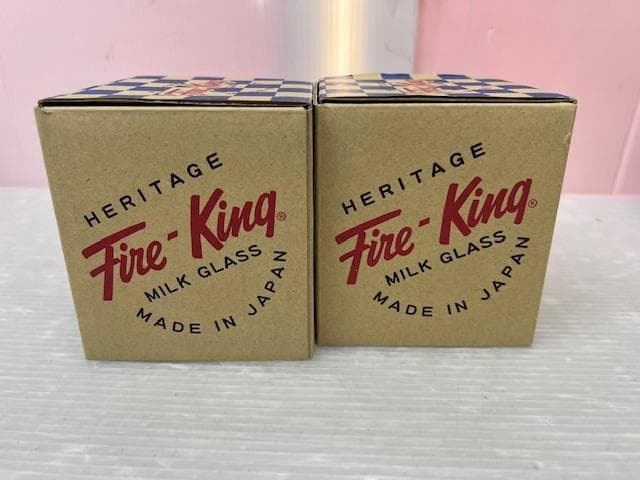 HERITAGE
Fire-King®
MILK GLASS
MADE IN JAPAN
HERITAGE
Fire-King®
MILK GLASS
MADE IN JAPAN